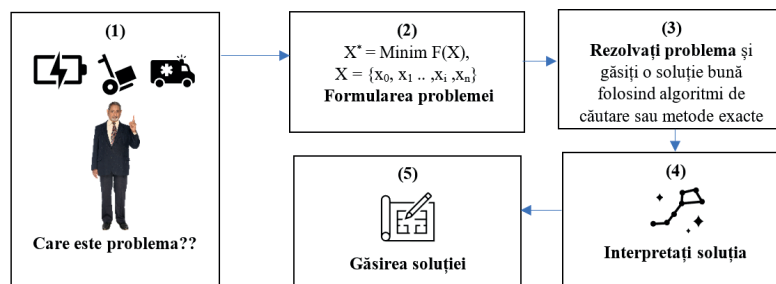 (1)
Care este problema??
(2)
X* = Minim F(X),
X = {x₀, x₁ .. ,xᵢ, xₙ}
Formularea problemei
(3)
Rezolvați problema și
găsiți o soluție bună
folosind algoritmi de
căutare sau metode exacte
(4)
Interpretați soluția
(5)
Găsirea soluției